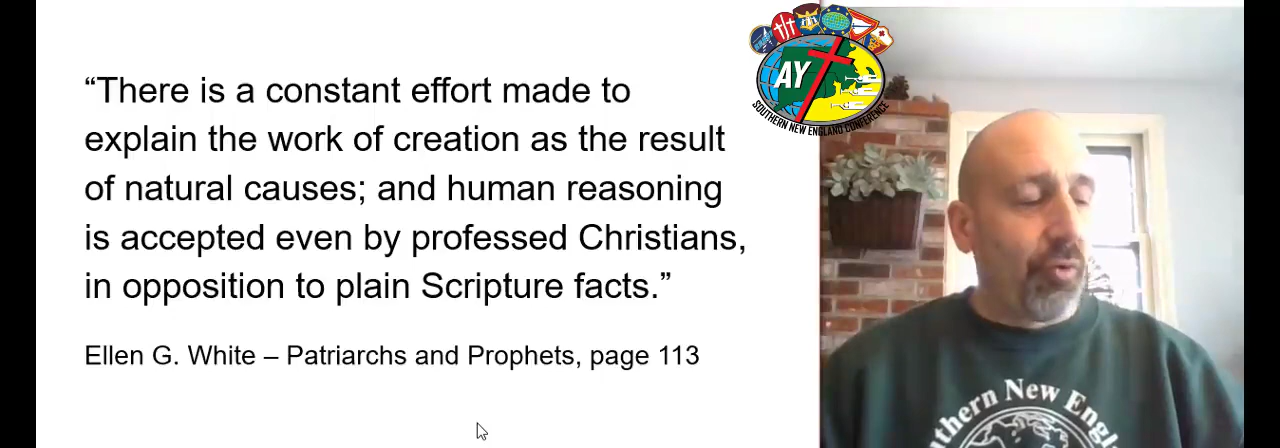 “There is a constant effort made to
explain the work of creation as the result
of natural causes; and human reasoning
is accepted even by professed Christians,
in opposition to plain Scripture facts.”
Ellen G. White – Patriarchs and Prophets, page 113
AY
SOUTHERN NEW ENGLAND CONFERENCE
thern New Engl